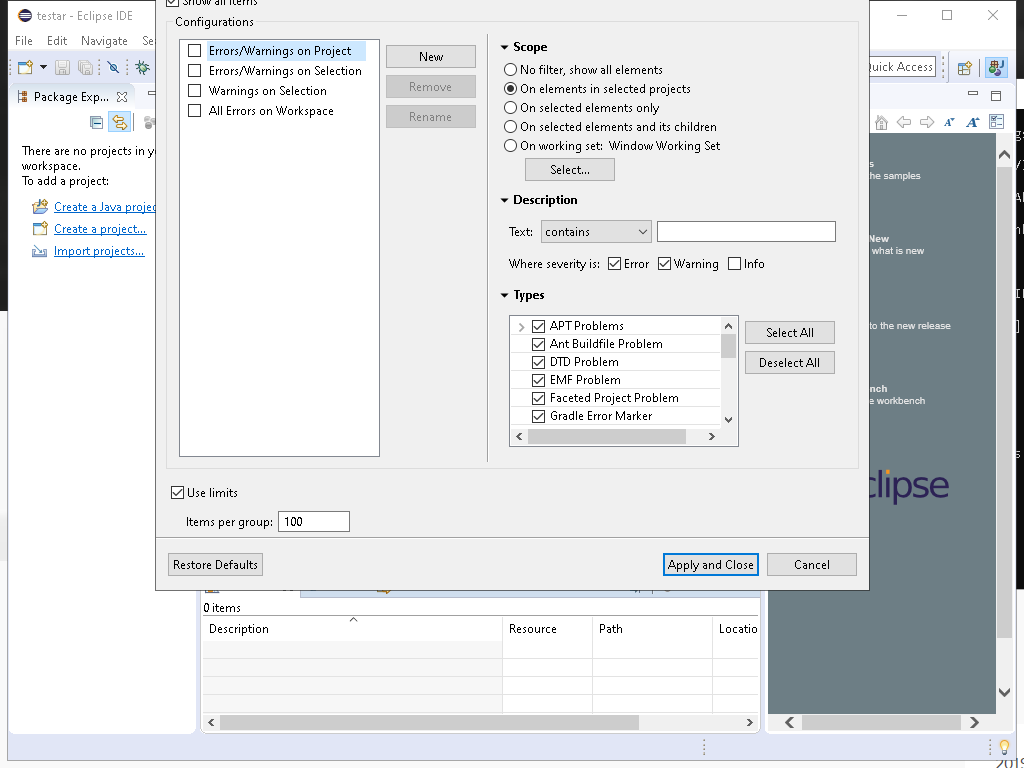 testar - Eclipse IDE
Show all items
File Edit Navigate Se
Configurations
Errors/Warnings on Project
Errors/Warnings on Selection
Warnings on Selection
All Errors on Workspace
New
Remove
Rename
Scope
No filter, show all elements
On elements in selected projects
On selected elements only
On selected elements and its children
On working set: Window Working Set
Select...
Description
Text: contains
Where severity is: Error Warning Info
Types
APT Problems
Ant Buildfile Problem
DTD Problem
EMF Problem
Faceted Project Problem
Gradle Error Marker
Select All
Deselect All
Use limits
Items per group: 100
Restore Defaults
Apply and Close
Cancel
Quick Access
Package Exp...
There are no projects in y
workspace.
To add a project:
Create a Java projec
Create a project...
Import projects...
s
he samples
New
what is new
to the new release
nch
e workbench
clipse
0 items
Description Resource Path Locatio
2019